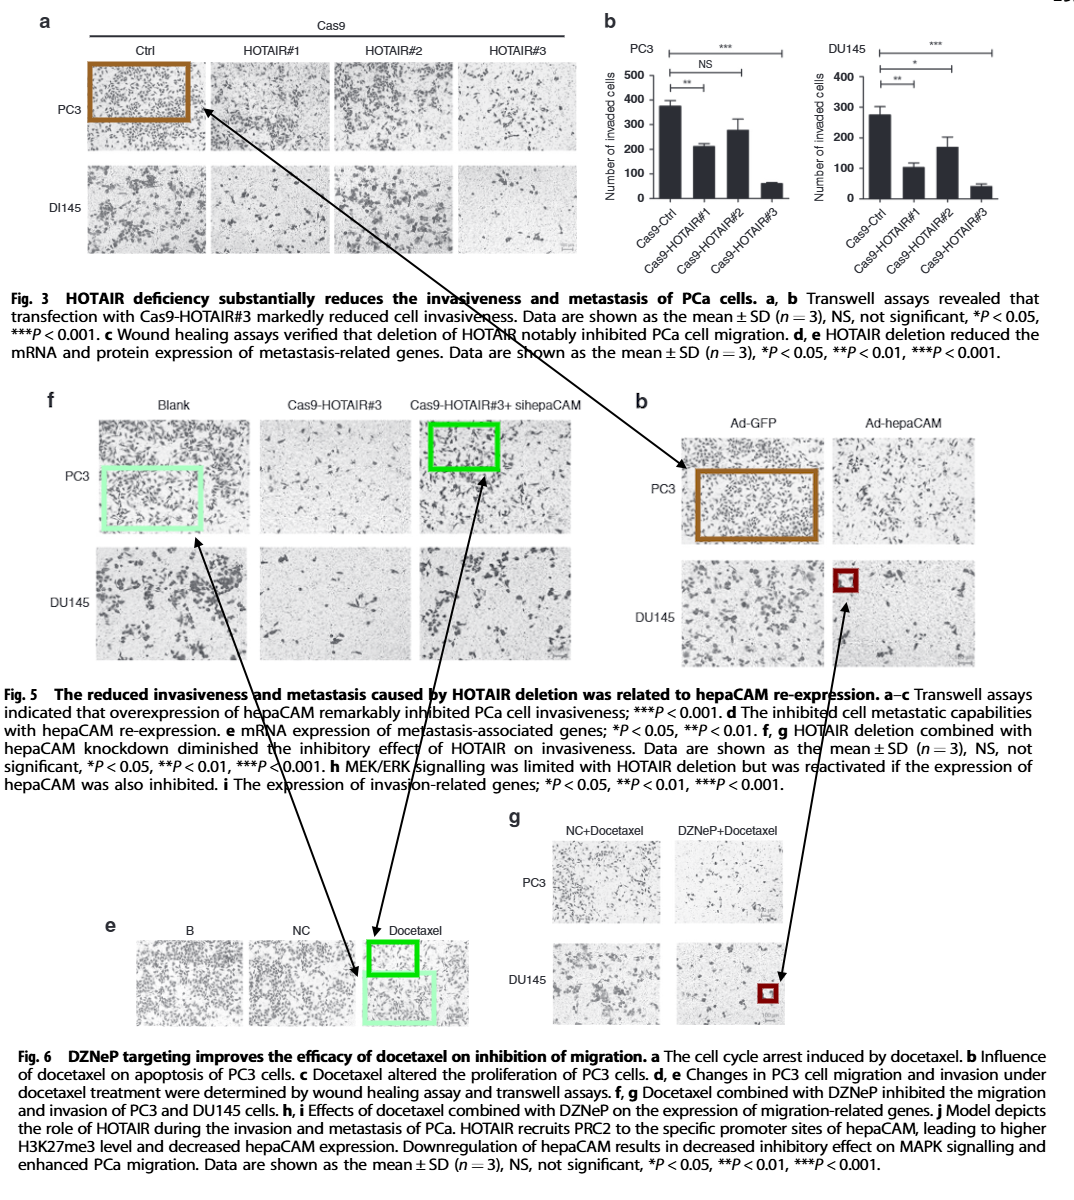 a
Cas9
Ctrl HOTAIR#1 HOTAIR#2 HOTAIR#3
PC3
DI145
b
PC3
***
NS
**
Number of invaded cells
500
400
300
200
100
0
Cas9-Ctrl
Cas9-HOTAIR#1
Cas9-HOTAIR#2
Cas9-HOTAIR#3
DU145
***
*
**
Number of invaded cells
400
300
200
100
0
Cas9-Ctrl
Cas9-HOTAIR#1
Cas9-HOTAIR#2
Cas9-HOTAIR#3
Fig. 3 HOTAIR deficiency substantially reduces the invasiveness and metastasis of PCa cells. a, b Transwell assays revealed that
transfection with Cas9-HOTAIR#3 markedly reduced cell invasiveness. Data are shown as the mean ± SD (n = 3), NS, not significant, *P < 0.05,
***P < 0.001. c Wound healing assays verified that deletion of HOTAIR notably inhibited PCa cell migration. d, e HOTAIR deletion reduced the
mRNA and protein expression of metastasis-related genes. Data are shown as the mean ± SD (n = 3), *P < 0.05, **P < 0.01, ***P < 0.001.
f
Blank Cas9-HOTAIR#3 Cas9-HOTAIR#3+ sihepaCAM
PC3
DU145
b
Ad-GFP Ad-hepaCAM
PC3
DU145
Fig. 5 The reduced invasiveness and metastasis caused by HOTAIR deletion was related to hepaCAM re-expression. a–c Transwell assays
indicated that overexpression of hepaCAM remarkably inhibited PCa cell invasiveness; ***P < 0.001. d The inhibited cell metastatic capabilities
with hepaCAM re-expression. e mRNA expression of metastasis-associated genes; *P < 0.05, **P < 0.01. f, g HOTAIR deletion combined with
hepaCAM knockdown diminished the inhibitory effect of HOTAIR on invasiveness. Data are shown as the mean ± SD (n = 3), NS, not
significant, *P < 0.05, **P < 0.01, ***P < 0.001. h MEK/ERK signalling was limited with HOTAIR deletion but was reactivated if the expression of
hepaCAM was also inhibited. i The expression of invasion-related genes; *P < 0.05, **P < 0.01, ***P < 0.001.
g
NC+Docetaxel DZNeP+Docetaxel
PC3
DU145
e
B NC Docetaxel
Fig. 6 DZNeP targeting improves the efficacy of docetaxel on inhibition of migration. a The cell cycle arrest induced by docetaxel. b Influence
of docetaxel on apoptosis of PC3 cells. c Docetaxel altered the proliferation of PC3 cells. d, e Changes in PC3 cell migration and invasion under
docetaxel treatment were determined by wound healing assay and transwell assays. f, g Docetaxel combined with DZNeP inhibited the migration
and invasion of PC3 and DU145 cells. h, i Effects of docetaxel combined with DZNeP on the expression of migration-related genes. j Model depicts
the role of HOTAIR during the invasion and metastasis of PCa. HOTAIR recruits PRC2 to the specific promoter sites of hepaCAM, leading to higher
H3K27me3 level and decreased hepaCAM expression. Downregulation of hepaCAM results in decreased inhibitory effect on MAPK signalling and
enhanced PCa migration. Data are shown as the mean ± SD (n = 3), NS, not significant, *P < 0.05, **P < 0.01, ***P < 0.001.